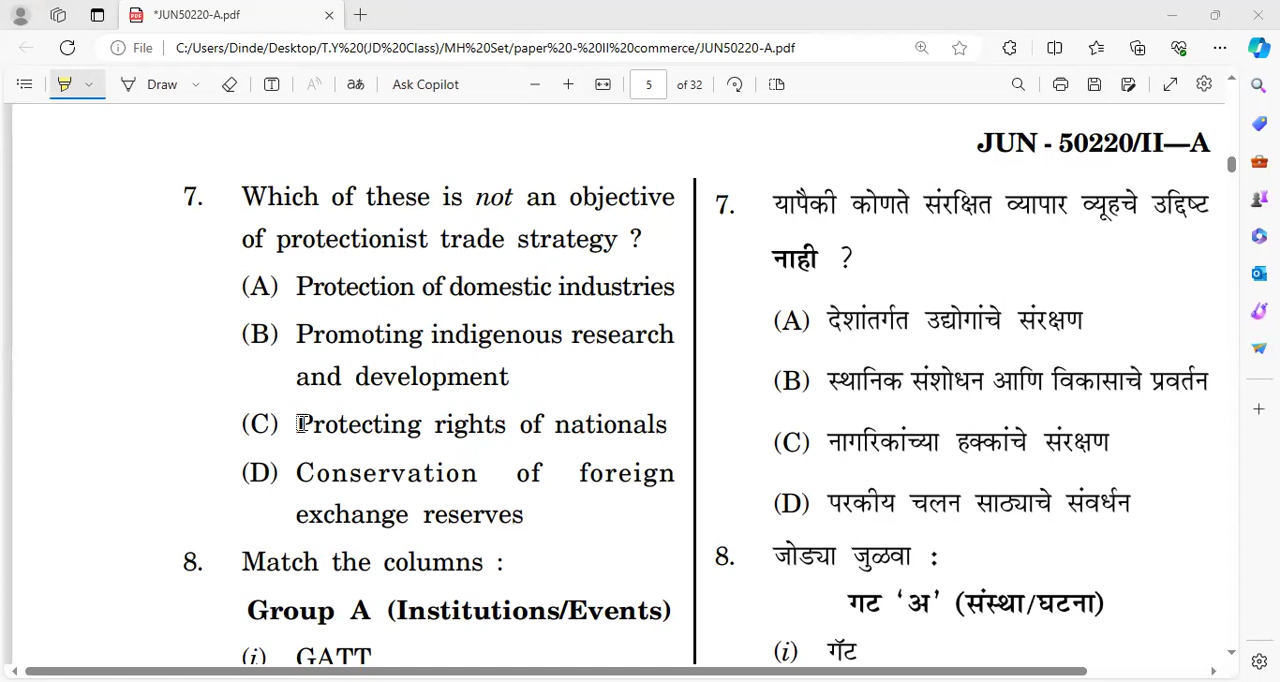 *JUN50220-A.pdf
File C:/Users/Dinde/Desktop/T.Y%20(JD%20Class)/MH%20Set/paper%20-%20II%20commerce/JUN50220-A.pdf
Draw
aあ
Ask Copilot
5 of 32
JUN - 50220/II—A
7. Which of these is not an objective
of protectionist trade strategy ?
(A) Protection of domestic industries
(B) Promoting indigenous research
and development
(C) Protecting rights of nationals
(D) Conservation of foreign
exchange reserves
8. Match the columns :
Group A (Institutions/Events)
(i) GATT
7. यापैकी कोणते संरक्षित व्यापार व्यूहचे उद्दिष्ट
नाही ?
(A) देशांतर्गत उद्योगांचे संरक्षण
(B) स्थानिक संशोधन आणि विकासाचे प्रवर्तन
(C) नागरिकांच्या हक्कांचे संरक्षण
(D) परकीय चलन साठ्याचे संवर्धन
8. जोड्या जुळवा :
गट ‘अ’ (संस्था/घटना)
(i) गॅट